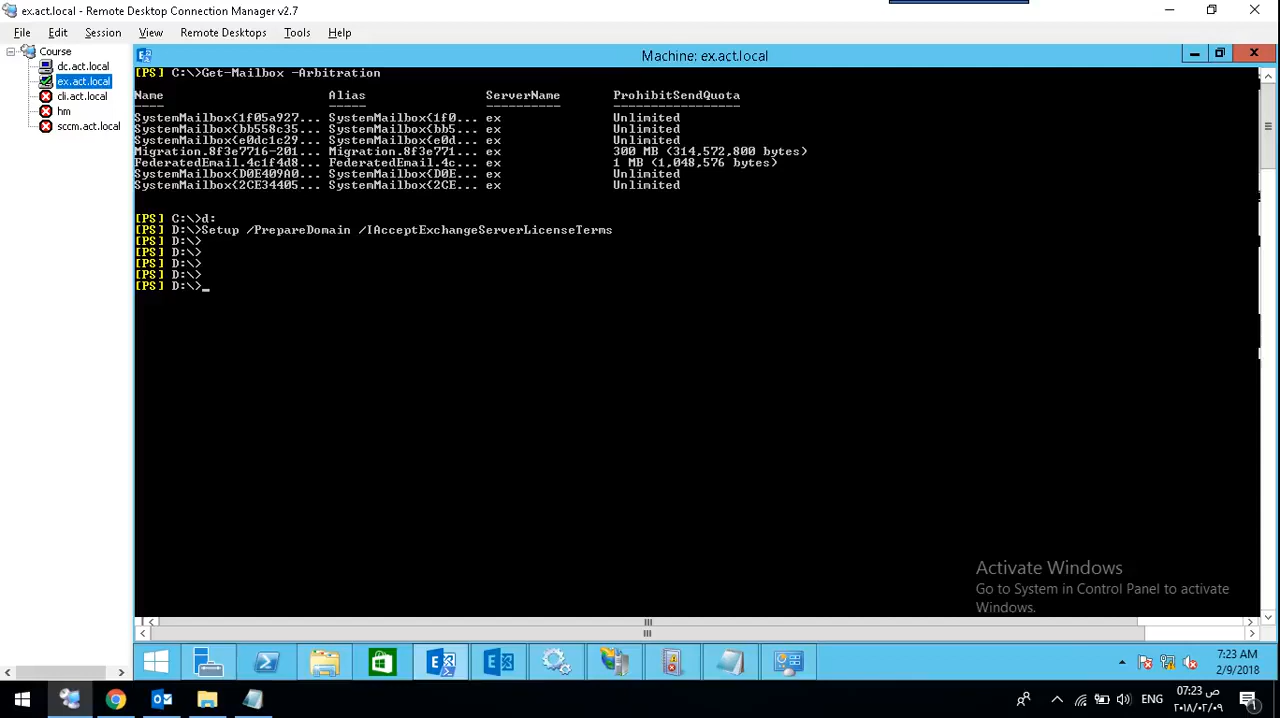 ex.act.local - Remote Desktop Connection Manager v2.7
File Edit Session View Remote Desktops Tools Help
Course
dc.act.local
ex.act.local
cli.act.local
hm
sccm.act.local
Machine: ex.act.local
[PS] C:\>Get-Mailbox -Arbitration
Name Alias ServerName ProhibitSendQuota
---- ----- ---------- -----------------
SystemMailbox{1f05a927... SystemMailbox{1f0... ex Unlimited
SystemMailbox{bb558c35... SystemMailbox{bb5... ex Unlimited
SystemMailbox{e0dc1c29... SystemMailbox{e0d... ex Unlimited
Migration.8f3e7716-201... Migration.8f3e771... ex 300 MB (314,572,800 bytes)
FederatedEmail.4c1f4d8... FederatedEmail.4c... ex 1 MB (1,048,576 bytes)
SystemMailbox{D0E409A0... SystemMailbox{D0E... ex Unlimited
SystemMailbox{2CE34405... SystemMailbox{2CE... ex Unlimited
[PS] C:\>d:
[PS] D:\>Setup /PrepareDomain /IAcceptExchangeServerLicenseTerms
[PS] D:\>
[PS] D:\>
[PS] D:\>
[PS] D:\>
[PS] D:\>_
Activate Windows
Go to System in Control Panel to activate
Windows.
7:23 AM
2/9/2018
ENG
07:23 ص
٢٠١٨/٠٢/٠٩
1